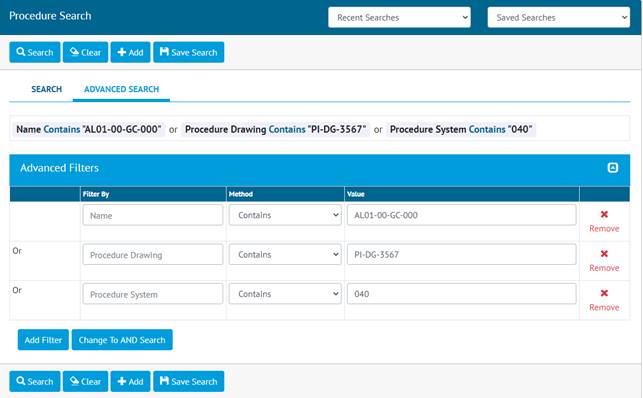 Procedure Search Recent Searches Saved Searches
Search Clear Add Save Search
SEARCH ADVANCED SEARCH
Name Contains "AL01-00-GC-000" or Procedure Drawing Contains "PI-DG-3567" or Procedure System Contains "040"
Advanced Filters
Filter By Method Value
Name Contains AL01-00-GC-000
Remove
Or Procedure Drawing Contains PI-DG-3567
Remove
Or Procedure System Contains 040
Remove
Add Filter Change To AND Search
Search Clear Add Save Search